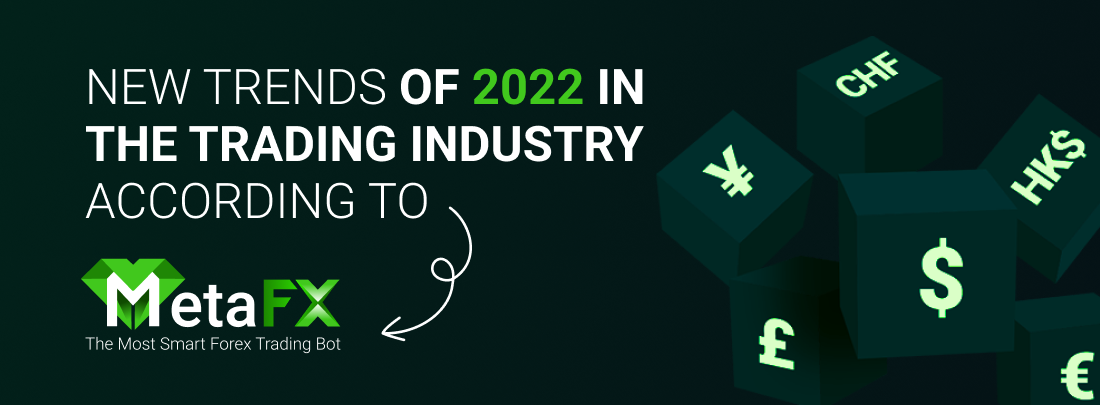 NEW TRENDS OF 2022 IN
THE TRADING INDUSTRY
ACCORDING TO
MetaFX
The Most Smart Forex Trading Bot
CHF
¥
HK$
$
£
€